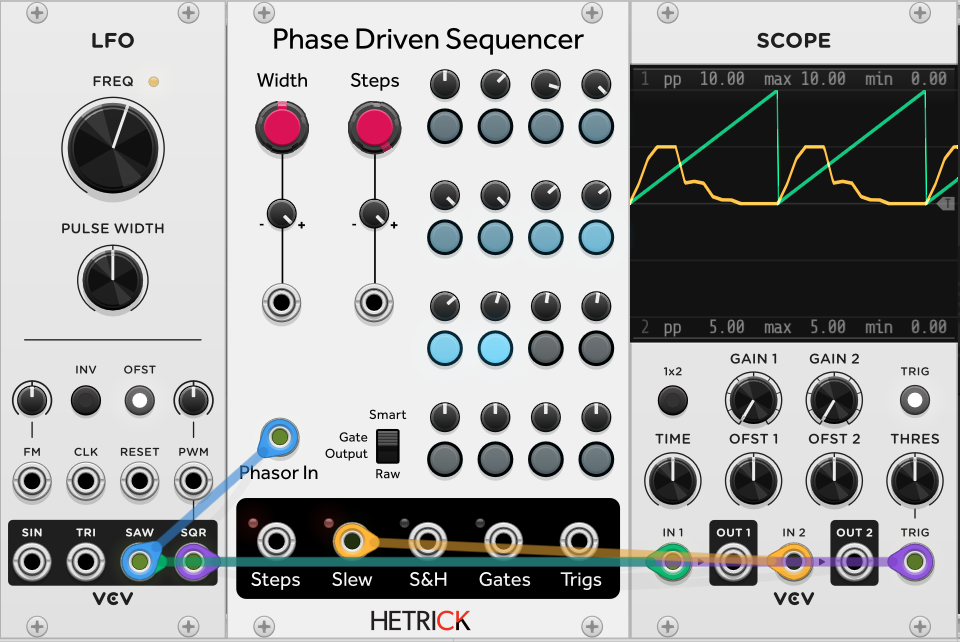 LFO
FREQ
PULSE WIDTH
INV OFST
FM CLK RESET PWM
SIN TRI SAW SQR
VCV
Phase Driven Sequencer
Width Steps
- + - +
Smart
Gate
Output
Raw
Phasor In
Steps Slew S&H Gates Trigs
HETRICK
SCOPE
1 pp 10.00 max 10.00 min 0.00
T
2 pp 5.00 max 5.00 min 0.00
1x2 GAIN 1 GAIN 2 TRIG
TIME OFST 1 OFST 2 THRES
IN 1 OUT 1 IN 2 OUT 2 TRIG
VCV